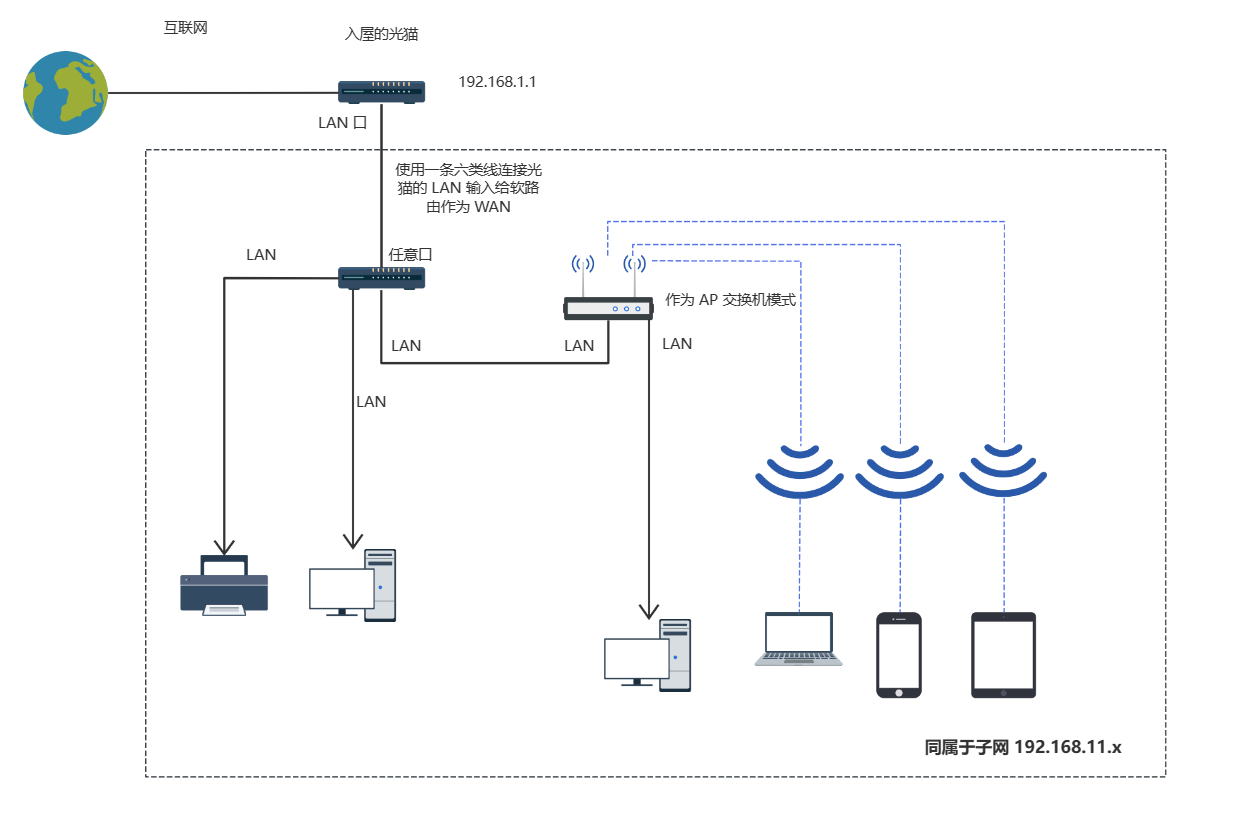 互联网
入屋的光猫
192.168.1.1
LAN 口
使用一条六类线连接光
猫的 LAN 输入给软路
由作为 WAN
LAN
任意口
作为 AP 交换机模式
LAN
LAN
LAN
LAN
同属于子网 192.168.11.x